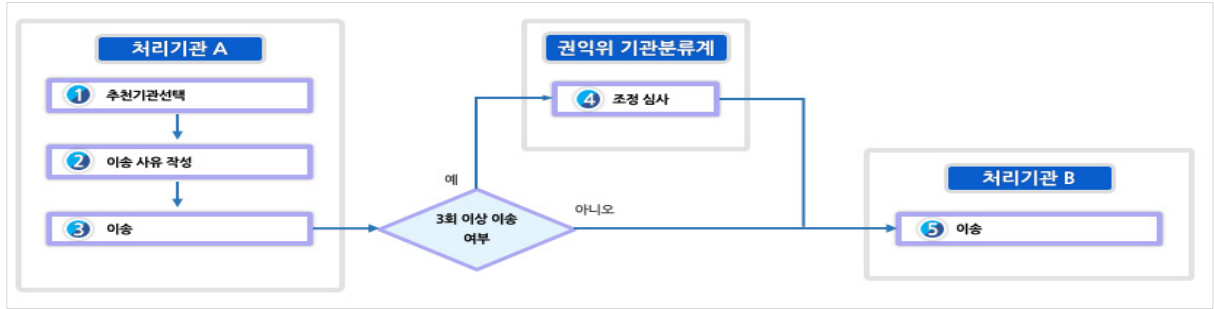 처리기관 A
1 추천기관선택
2 이송 사유 작성
3 이송
예
3회 이상 이송
여부
아니오
권익위 기관분류계
4 조정 심사
처리기관 B
5 이송